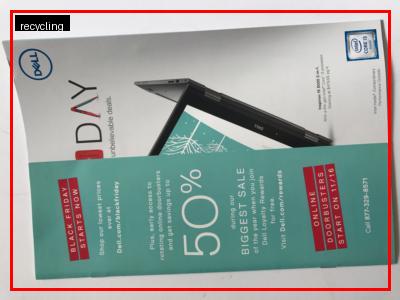 recycling
DELL
DAY
unbelievable deals.
BLACK FRIDAY
STARTS NOW
Shop our lowest prices
ever at
Dell.com/blackfriday
Plus, early access to
rotating online doorbusters
and get savings up to
50%
during our
BIGGEST SALE
of the year when you join
Dell Loyalty Rewards
for free.
Visit Dell.com/rewards
ONLINE
DOORBUSTERS
START ON 11/16
Call 877-329-8571